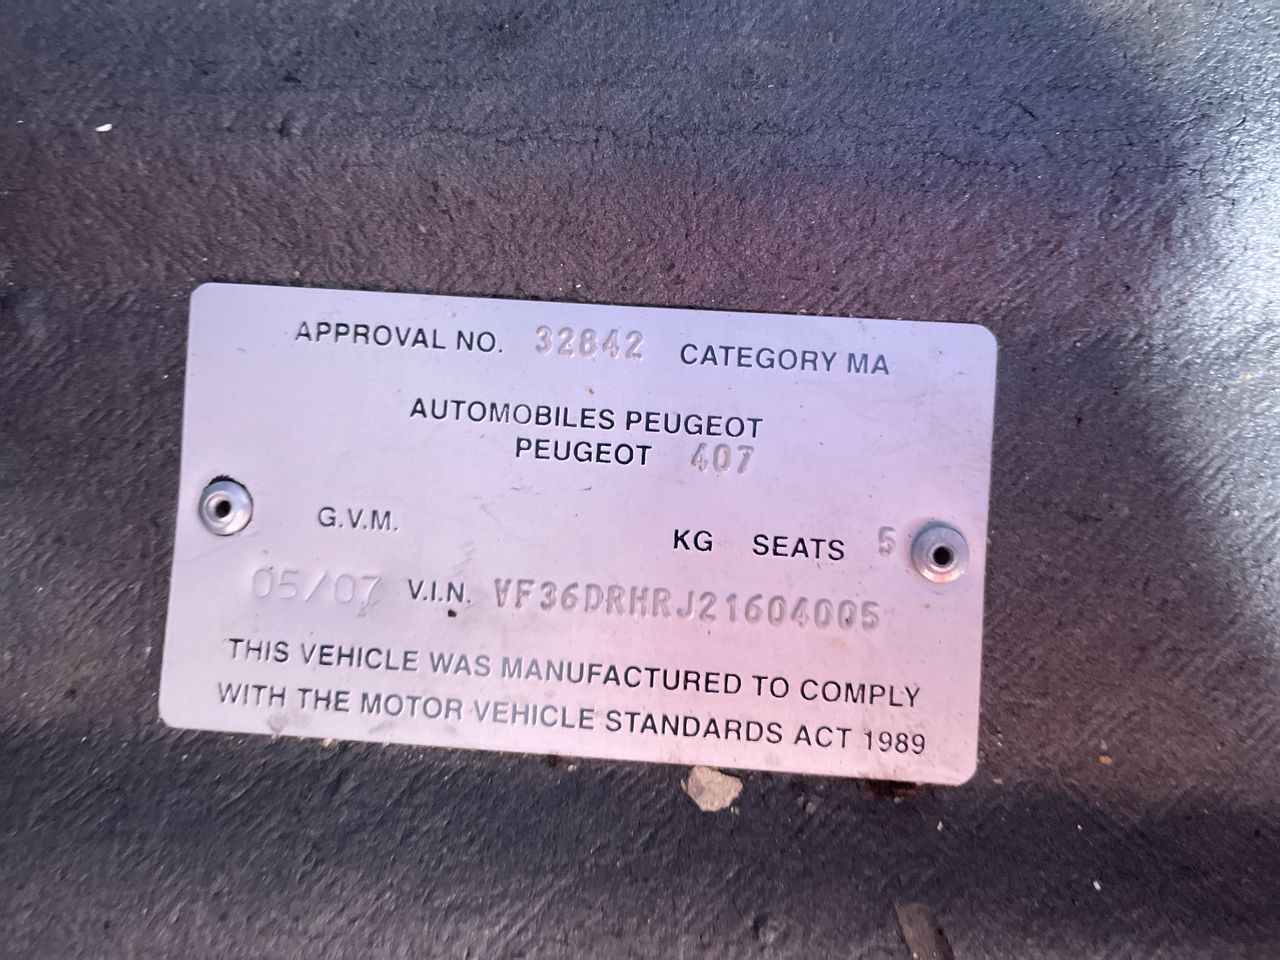 APPROVAL NO. 32842 CATEGORY MA
AUTOMOBILES PEUGEOT
PEUGEOT 407
G.V.M. KG SEATS 5
05/07 V.I.N. VF36DRHRJ21604005
THIS VEHICLE WAS MANUFACTURED TO COMPLY
WITH THE MOTOR VEHICLE STANDARDS ACT 1989